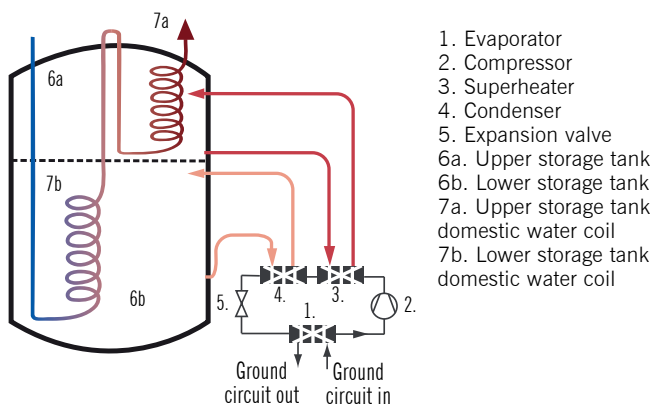 7a
6a
7b
6b
5.
4.
3.
1.
2.
Ground
circuit out
Ground
circuit in
1. Evaporator
2. Compressor
3. Superheater
4. Condenser
5. Expansion valve
6a. Upper storage tank
6b. Lower storage tank
7a. Upper storage tank
domestic water coil
7b. Lower storage tank
domestic water coil